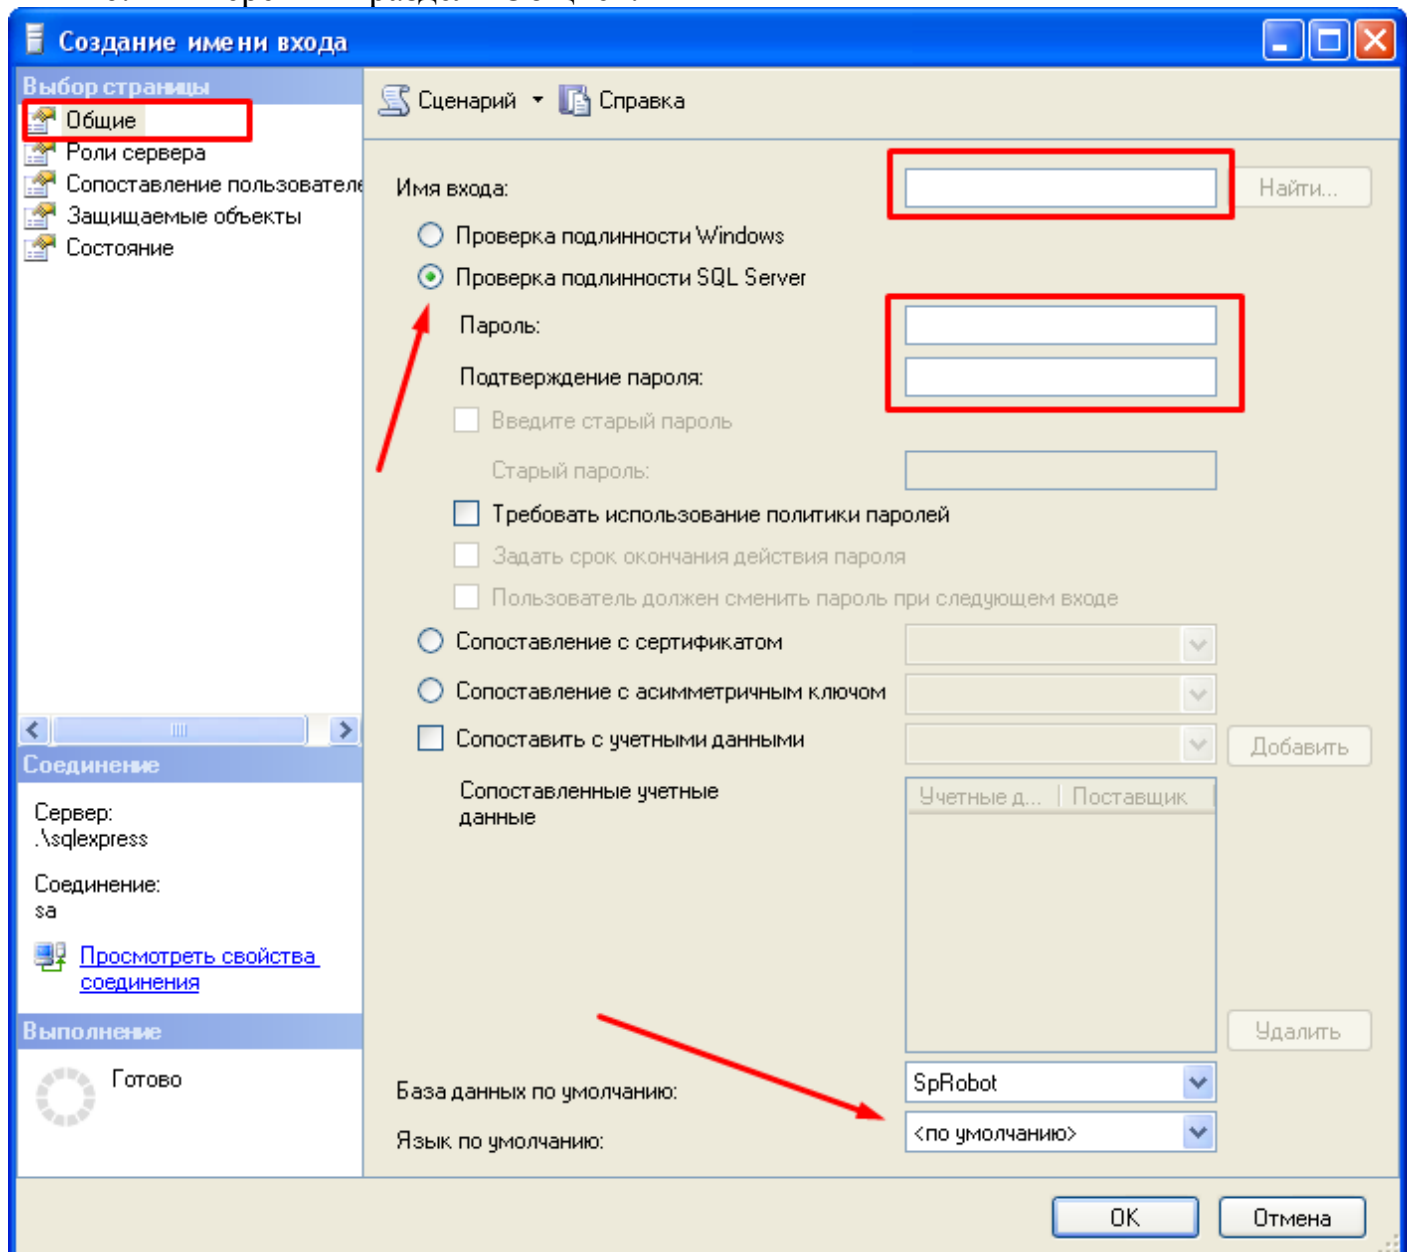 Создание имени входа
Выбор страницы
Общие
Роли сервера
Сопоставление пользователе
Защищаемые объекты
Состояние
Сценарий
Справка
Имя входа:
Найти...
Проверка подлинности Windows
Проверка подлинности SQL Server
Пароль:
Подтверждение пароля:
Введите старый пароль
Старый пароль:
Требовать использование политики паролей
Задать срок окончания действия пароля
Пользователь должен сменить пароль при следующем входе
Сопоставление с сертификатом
Сопоставление с асимметричным ключом
Сопоставить с учетными данными
Добавить
Сопоставленные учетные
данные
Учетные д...
Поставщик
Удалить
База данных по умолчанию:
SpRobot
Язык по умолчанию:
<по умолчанию>
Соединение
Сервер:
.\sqlexpress
Соединение:
sa
Просмотреть свойства
соединения
Выполнение
Готово
OK
Отмена